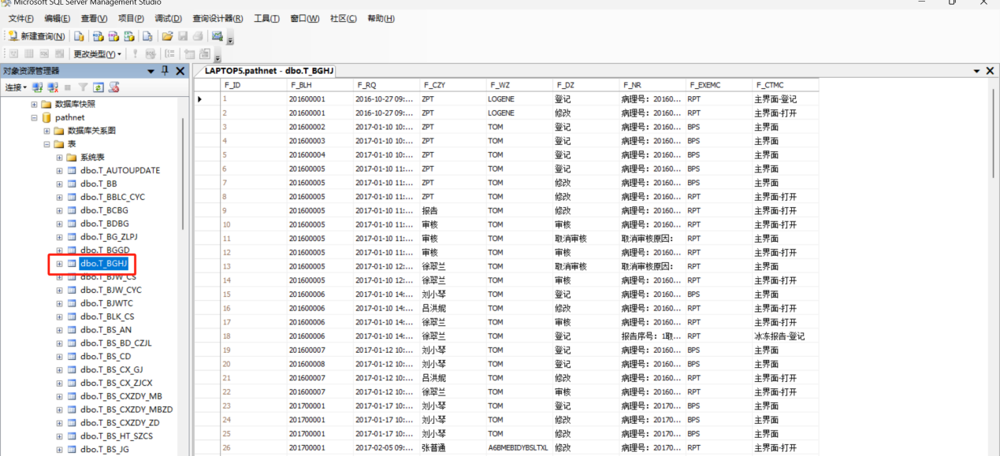 Microsoft SQL Server Management Studio
文件(F) 编辑(E) 查看(V) 项目(P) 调试(D) 查询设计器(R) 工具(T) 窗口(W) 社区(C) 帮助(H)
新建查询(N)
更改类型(Y)
对象资源管理器
连接
数据库快照
pathnet
数据库关系图
表
系统表
dbo.T_AUTOUPDATE
dbo.T_BB
dbo.T_BBLC_CYC
dbo.T_BCBG
dbo.T_BDBG
dbo.T_BG_ZLPJ
dbo.T_BGGD
dbo.T_BGHJ
dbo.T_BJW_CS
dbo.T_BJW_CYC
dbo.T_BJWTC
dbo.T_BLK_CS
dbo.T_BS_AN
dbo.T_BS_BD_CZJL
dbo.T_BS_CD
dbo.T_BS_CX_GJ
dbo.T_BS_CX_ZJCX
dbo.T_BS_CXZDY_MB
dbo.T_BS_CXZDY_MBZD
dbo.T_BS_CXZDY_ZD
dbo.T_BS_HT_SZCS
dbo.T_BS_JG
LAPTOP5.pathnet - dbo.T_BGHJ
F_ID F_BLH F_RQ F_CZY F_WZ F_DZ F_NR F_EXEMC F_CTMC
1 201600001 2016-10-27 09:... ZPT LOGENE 登记 病理号：20160... RPT 主界面-登记
2 201600001 2016-10-27 09:... ZPT LOGENE 修改 病理号：20160... RPT 主界面-打开
3 201600002 2017-01-10 10:... ZPT TOM 登记 病理号：20160... BPS 主界面
4 201600003 2017-01-10 10:... ZPT TOM 登记 病理号：20160... BPS 主界面
5 201600004 2017-01-10 10:... ZPT TOM 登记 病理号：20160... BPS 主界面
6 201600005 2017-01-10 11:... ZPT TOM 登记 病理号：20160... BPS 主界面
7 201600005 2017-01-10 11:... ZPT TOM 修改 病理号：20160... BPS 主界面
8 201600005 2017-01-10 11:... ZPT TOM 修改 病理号：20160... RPT 主界面-打开
9 201600005 2017-01-10 11:... 报告 TOM 修改 病理号：20160... RPT 主界面-打开
10 201600005 2017-01-10 11:... 审核 TOM 审核 病理号：20160... RPT 主界面-打开
11 201600005 2017-01-10 11:... 审核 TOM 取消审核 取消审核原因： RPT 主界面
12 201600005 2017-01-10 11:... 审核 TOM 审核 病理号：20160... RPT 主界面-打开
13 201600005 2017-01-10 12:... 徐翠兰 TOM 取消审核 取消审核原因： RPT 主界面
14 201600005 2017-01-10 12:... 徐翠兰 TOM 审核 病理号：20160... RPT 主界面-打开
15 201600006 2017-01-10 14:... 刘小琴 TOM 登记 病理号：20160... BPS 主界面
16 201600006 2017-01-10 14:... 吕洪妮 TOM 修改 病理号：20160... RPT 主界面-打开
17 201600006 2017-01-10 14:... 徐翠兰 TOM 审核 病理号：20160... RPT 主界面-打开
18 201600006 2017-01-10 14:... 徐翠兰 TOM 登记 报告序号：1取... RPT 冰冻报告-登记
19 201600007 2017-01-12 10:... 刘小琴 TOM 登记 病理号：20160... BPS 主界面
20 201600008 2017-01-12 10:... 刘小琴 TOM 登记 病理号：20160... BPS 主界面
21 201600007 2017-01-12 10:... 吕洪妮 TOM 修改 病理号：20160... RPT 主界面-打开
22 201600007 2017-01-12 10:... 徐翠兰 TOM 审核 病理号：20160... RPT 主界面-打开
23 201700001 2017-01-17 10:... 刘小琴 TOM 登记 病理号：20170... BPS 主界面
24 201700001 2017-01-17 10:... 刘小琴 TOM 修改 病理号：20170... BPS 主界面
25 201700001 2017-01-17 10:... 刘小琴 TOM 修改 病理号：20170... BPS 主界面
26 201700001 2017-02-05 09:... 张普通 A6BMEBIDYBSLTXL 修改 病理号：20170... RPT 主界面-打开